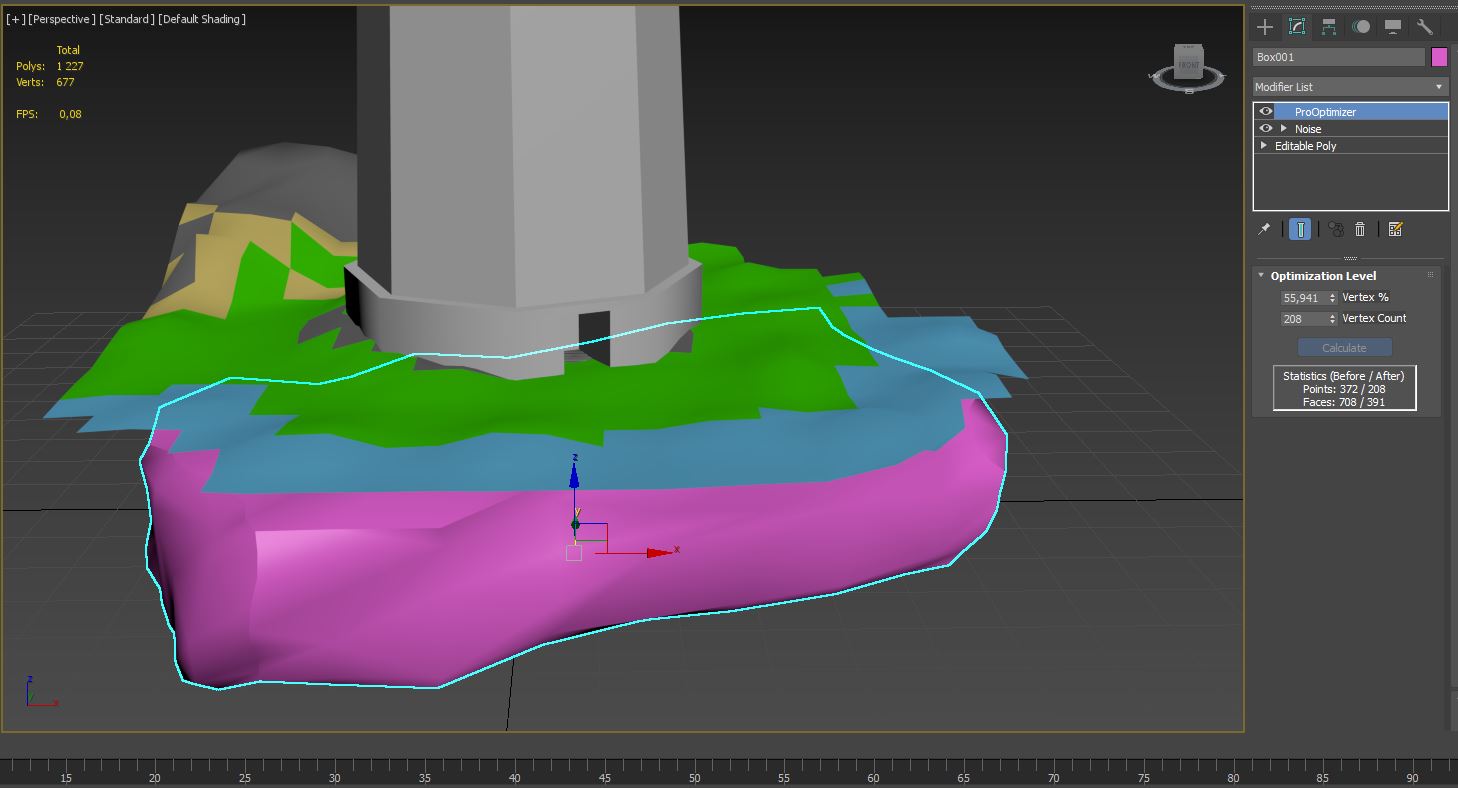 [+] [Perspective] [Standard] [Default Shading]
Total
Polys: 1 227
Verts: 677
FPS: 0,08
FRONT
W
S
z
y
x
z
x
Box001
Modifier List
ProOptimizer
Noise
Editable Poly
Optimization Level
55,941 Vertex %
208 Vertex Count
Calculate
Statistics (Before / After)
Points: 372 / 208
Faces: 708 / 391
15 20 25 30 35 40 45 50 55 60 65 70 75 80 85 90